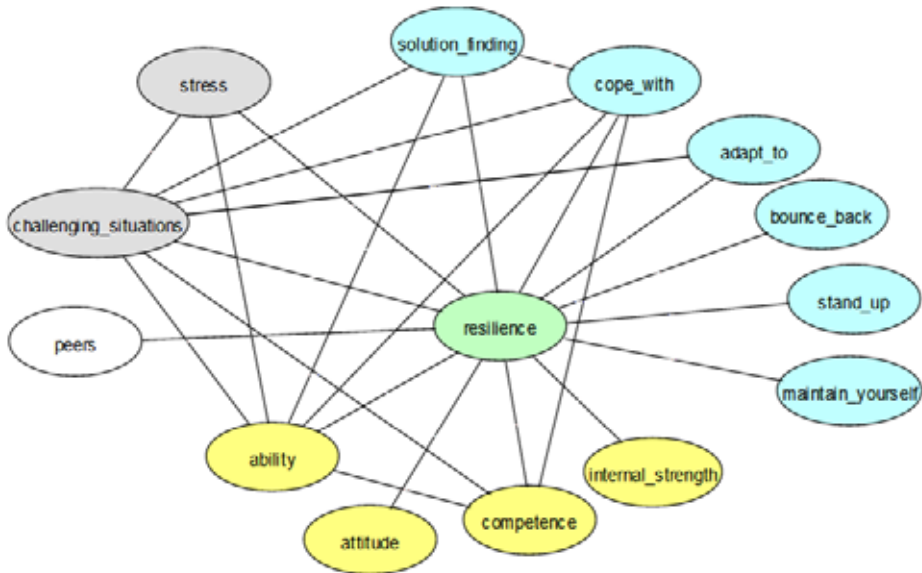 solution_finding
stress
cope_with
adapt_to
bounce_back
challenging_situations
stand_up
resilience
peers
maintain_yourself
ability
internal_strength
competence
attitude